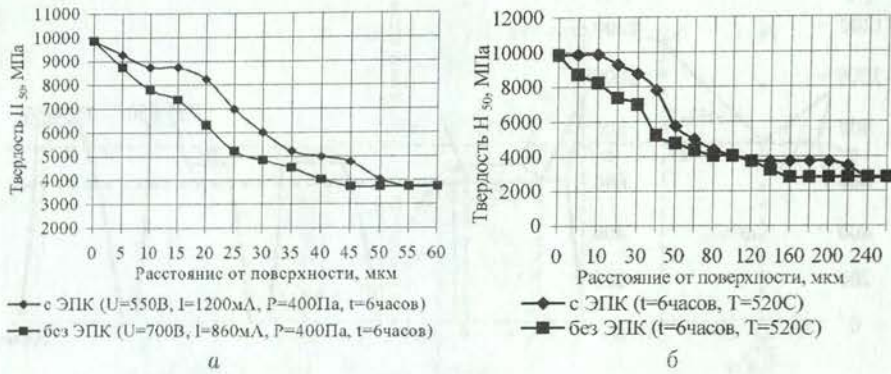 Твердость H 50, МПа
11000
10000
9000
8000
7000
6000
5000
4000
3000
2000
0 5 10 15 20 25 30 35 40 45 50 55 60
Расстояние от поверхности, мкм
с ЭПК (U=550В, I=1200мА, P=400Па, t=6часов)
без ЭПК (U=700В, I=860мА, P=400Па, t=6часов)
а
Твердость H 50, МПа
12000
10000
8000
6000
4000
2000
0
0 10 30 50 80 100 120 160 200 240
Расстояние от поверхности, мкм
с ЭПК (t=6часов, T=520С)
без ЭПК (t=6часов, T=520С)
б